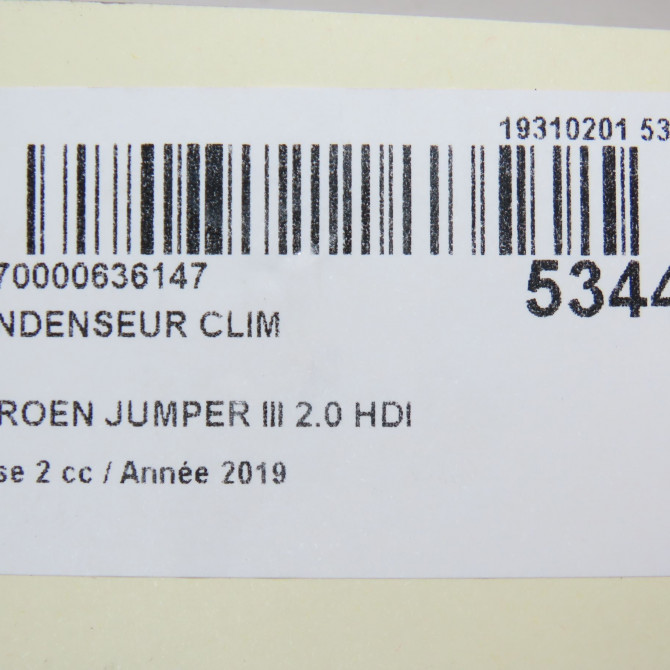 19310201 53
70000636147
5344
NDENSEUR CLIM
ROEN JUMPER III 2.0 HDI
se 2 cc / Année 2019